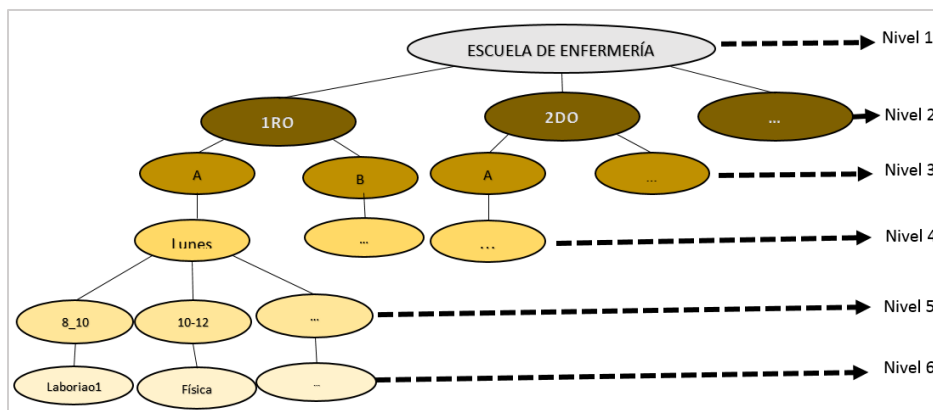 ESCUELA DE ENFERMERÍA
Nivel 1
1RO
2DO
...
Nivel 2
A
B
A
...
Nivel 3
Lunes
...
...
Nivel 4
8_10
10-12
...
Nivel 5
Laboriao1
Física
...
Nivel 6